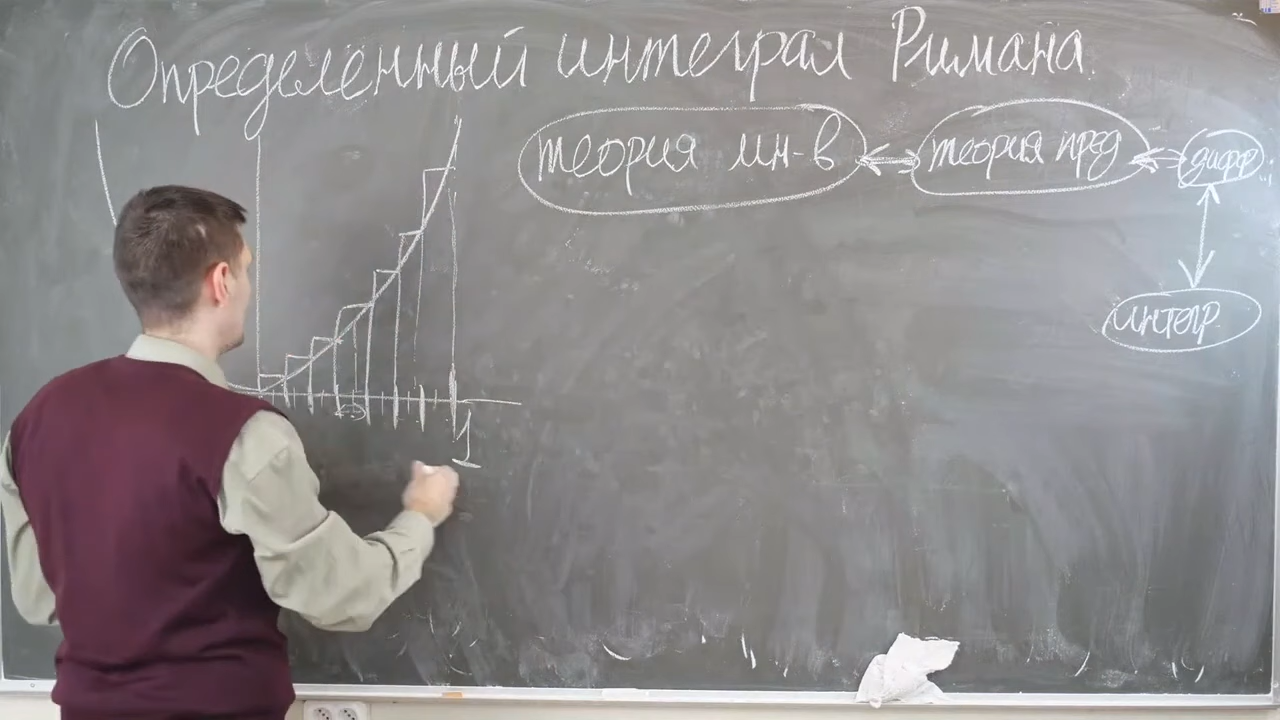 Определенный интеграл Римана
теория мн-в
теория пред
дифф
интегр.
1